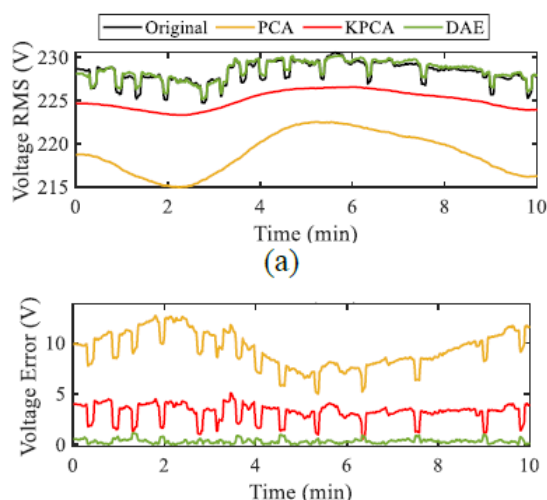 Original PCA KPCA DAE
Voltage RMS (V)
230
225
220
215
0 2 4 6 8 10
Time (min)
(a)
Voltage Error (V)
10
5
0
0 2 4 6 8 10
Time (min)